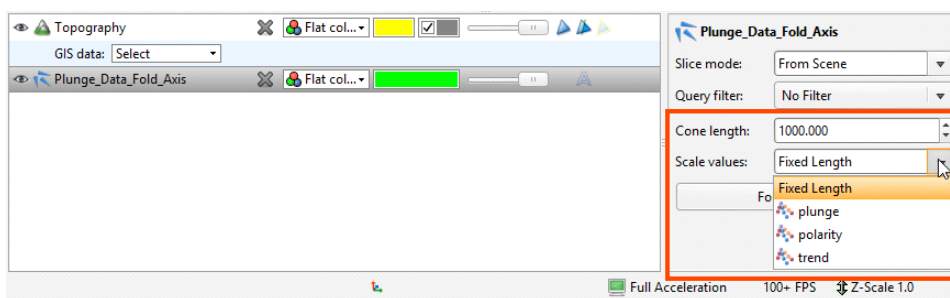 Topography
Flat col...
GIS data: Select
Plunge_Data_Fold_Axis
Flat col...
Plunge_Data_Fold_Axis
Slice mode: From Scene
Query filter: No Filter
Cone length: 1000.000
Scale values: Fixed Length
Fo
Fixed Length
plunge
polarity
trend
Full Acceleration 100+ FPS Z-Scale 1.0